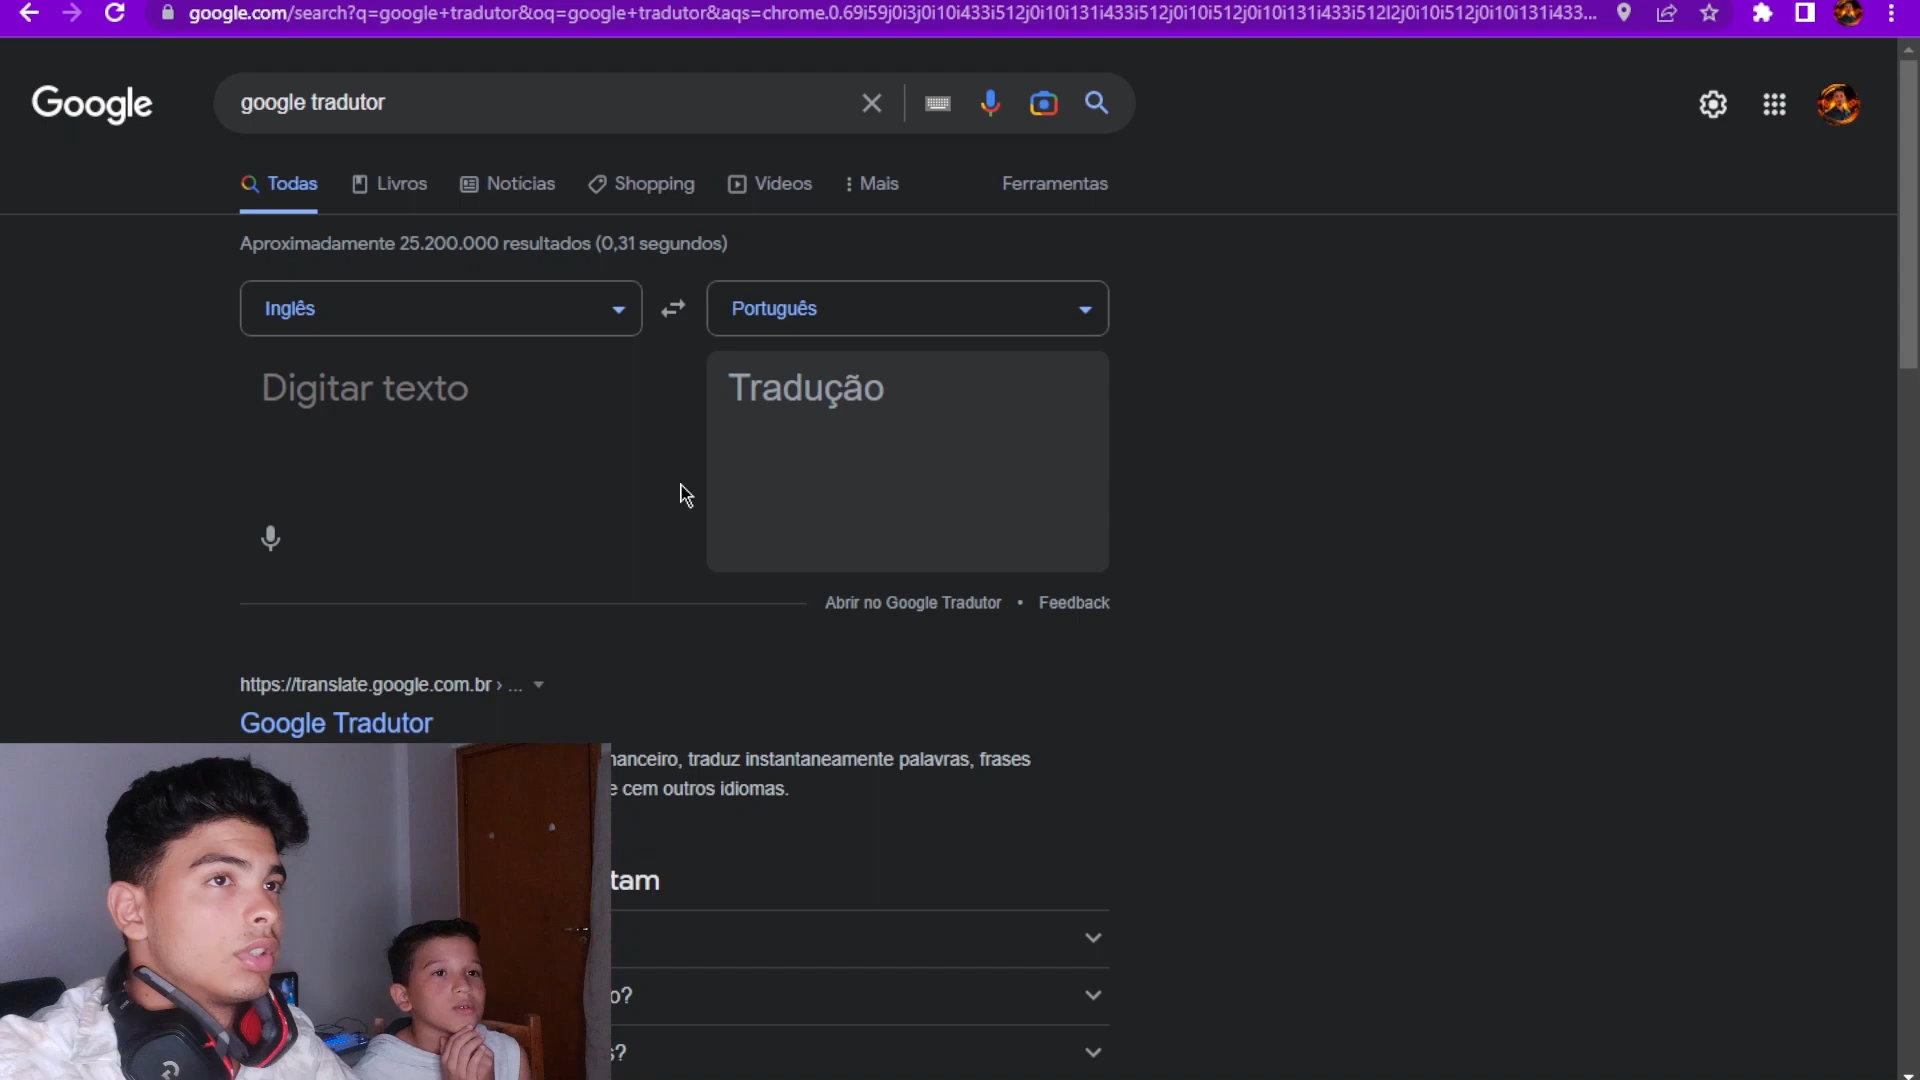 google.com/search?q=google+tradutor&oq=google+tradutor&aqs=chrome.0.69i59j0i3j0i10i433i512j0i10i131i433i512j0i10i512j0i10i131i433i512l2j0i10i512j0i10i131i433...
Google
google tradutor
Todas
Livros
Notícias
Shopping
Vídeos
Mais
Ferramentas
Aproximadamente 25.200.000 resultados (0,31 segundos)
Inglês
Português
Digitar texto
Tradução
Abrir no Google Tradutor • Feedback
https://translate.google.com.br › ...
Google Tradutor
nanceiro, traduz instantaneamente palavras, frases
e cem outros idiomas.
tam
o?
s?